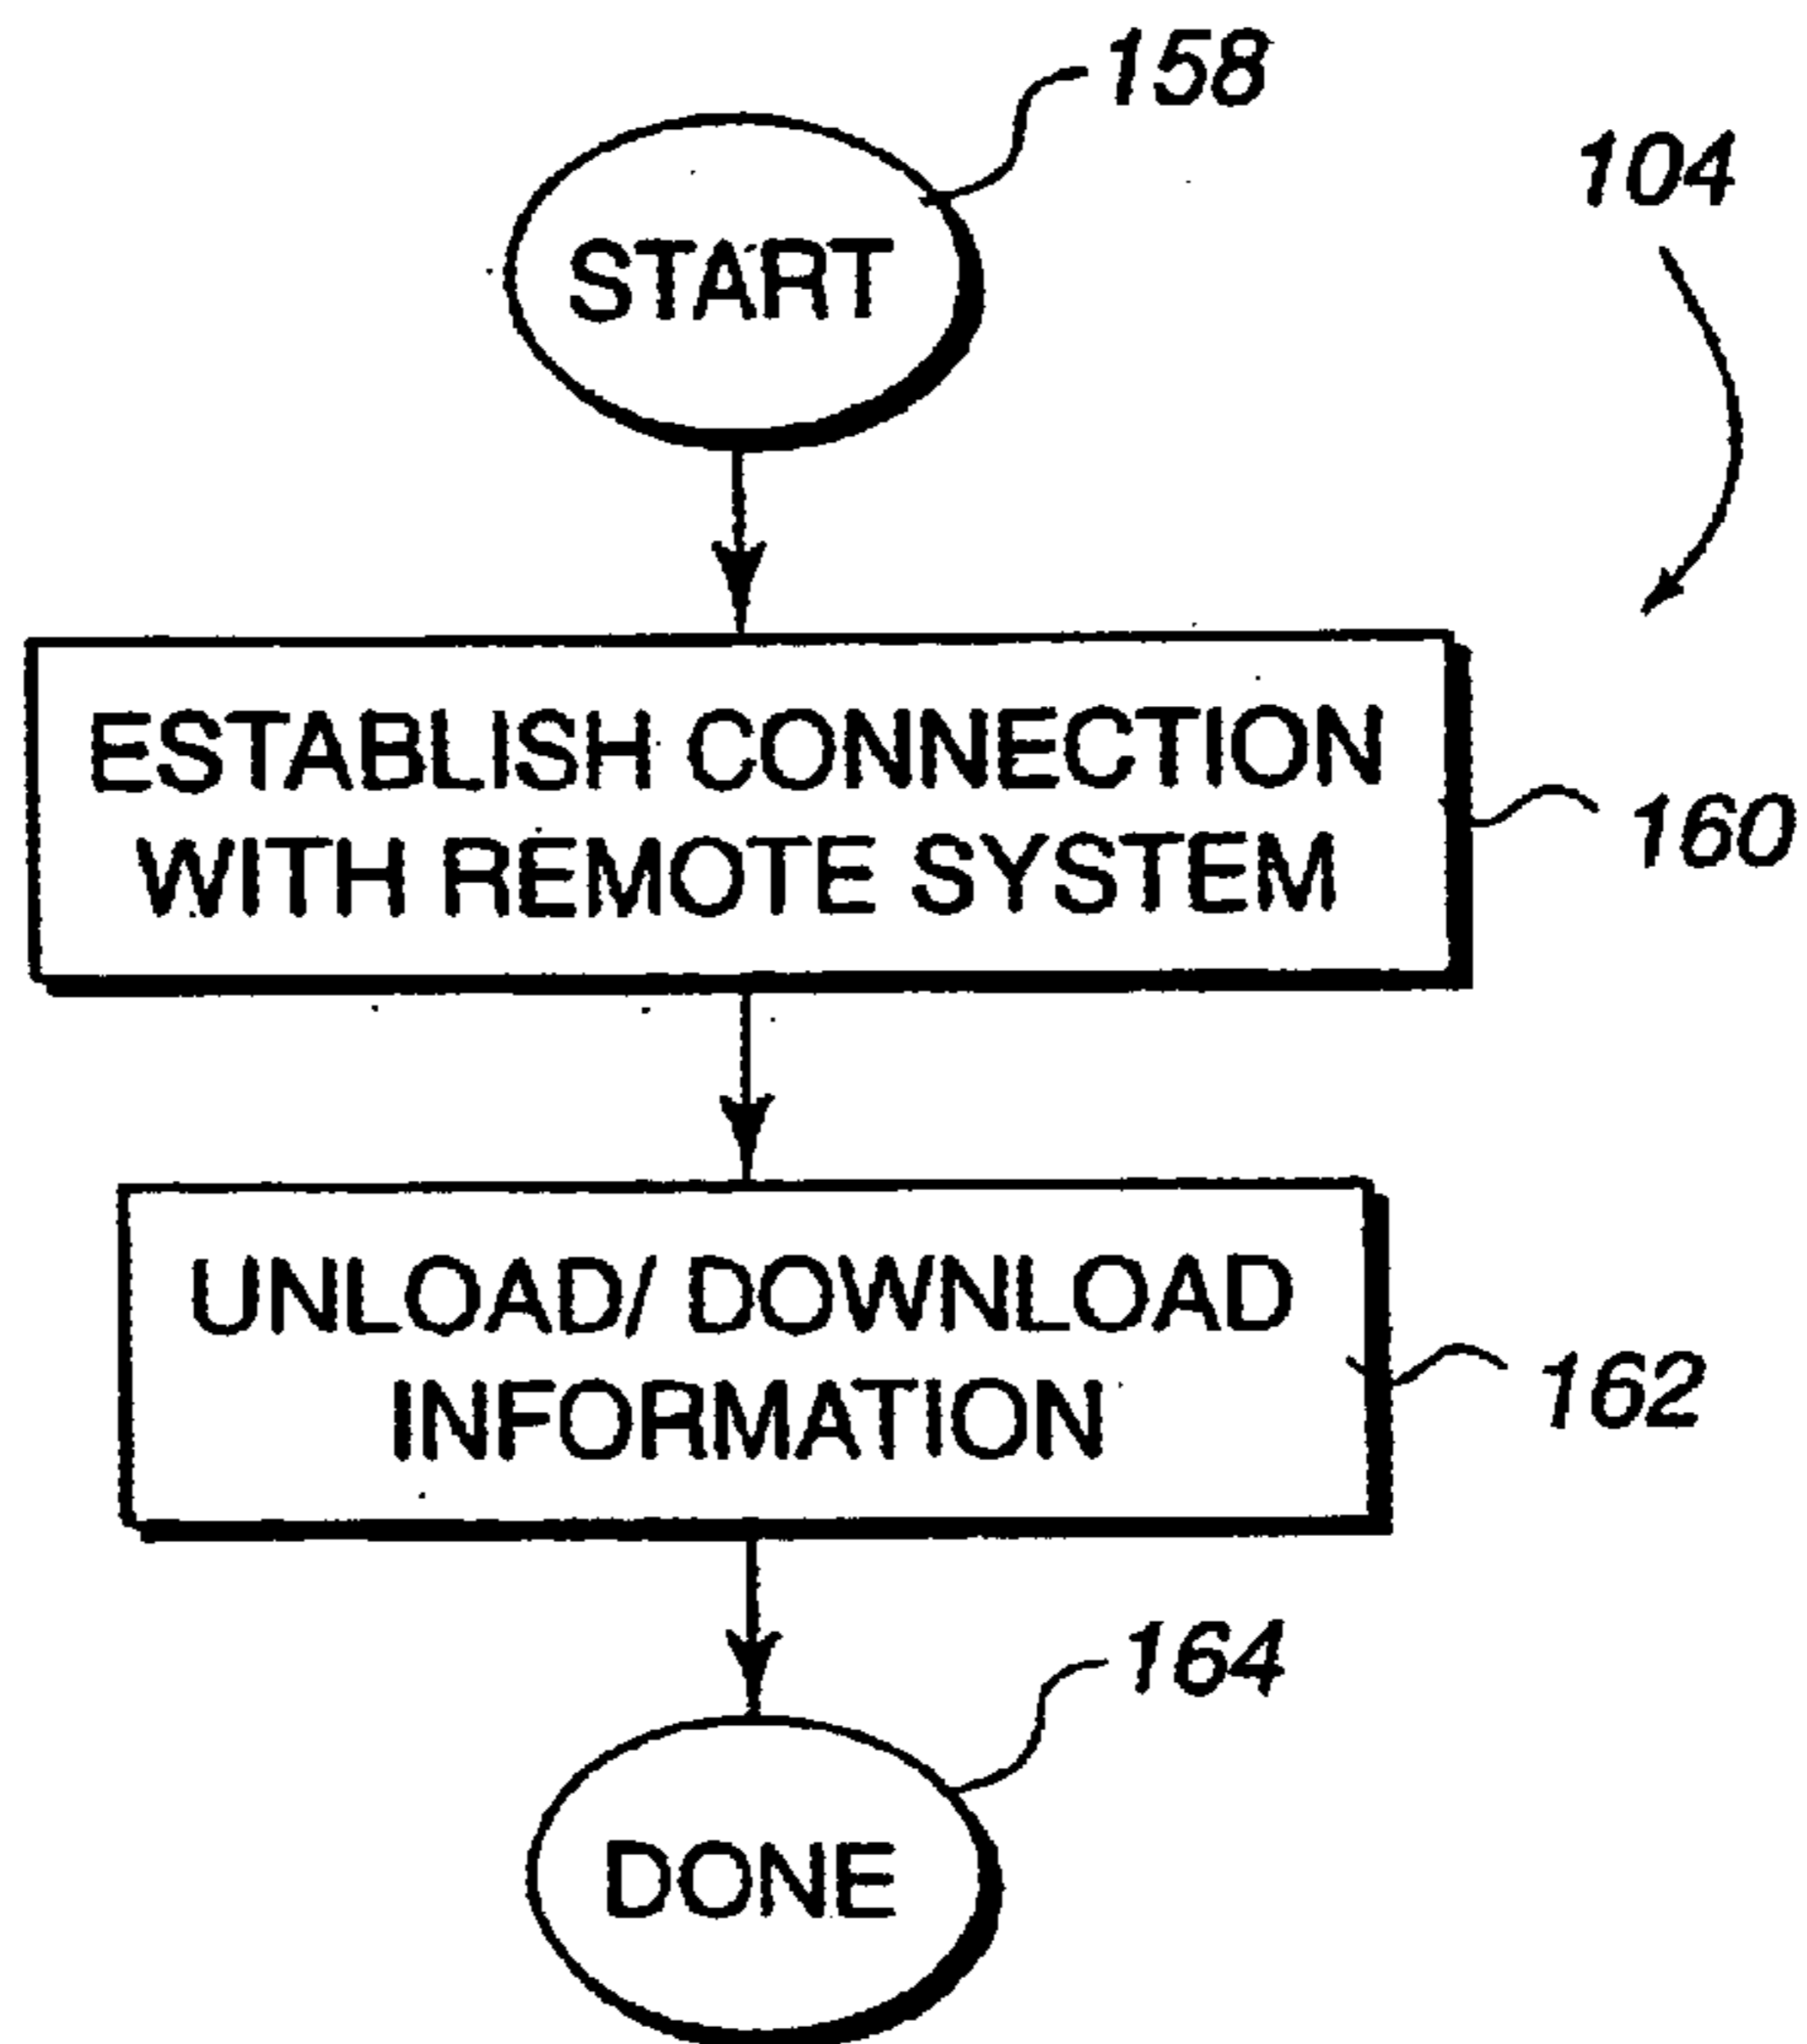 158
104
START
ESTABLISH CONNECTION
WITH REMOTE SYSTEM
160
UNLOAD/ DOWNLOAD
INFORMATION
162
164
DONE